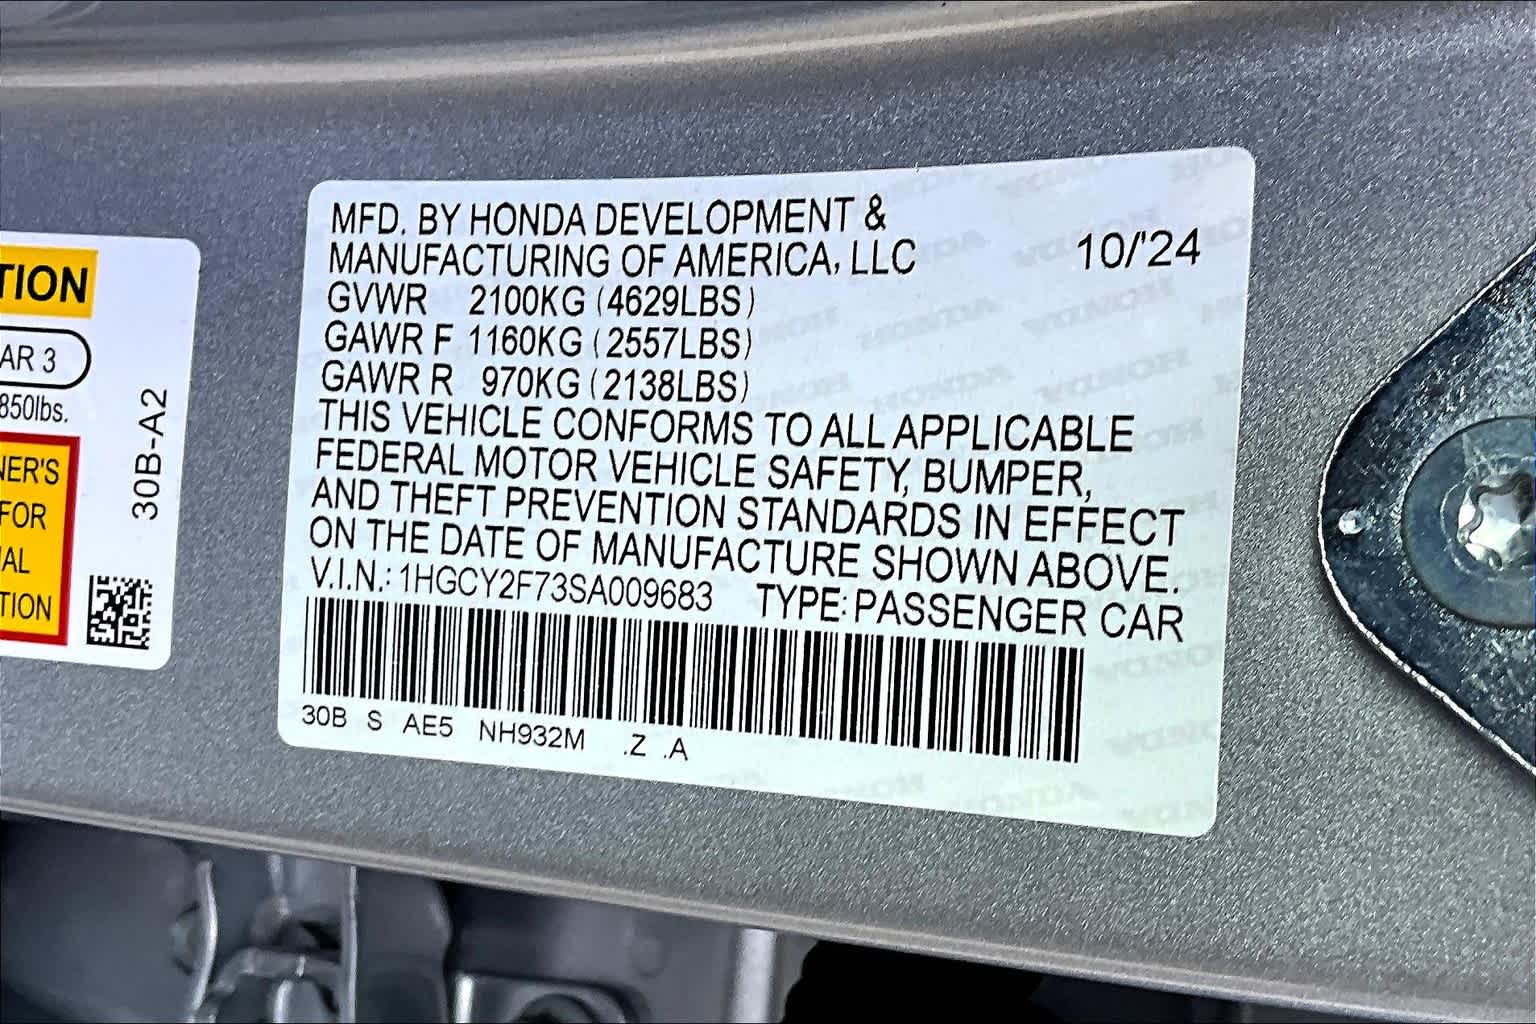 TION
AR 3
850lbs.
NER'S
FOR
TION
30B-A2
MFD. BY HONDA DEVELOPMENT &
MANUFACTURING OF AMERICA, LLC 10/'24
GVWR 2100KG (4629LBS)
GAWR F 1160KG (2557LBS)
GAWR R 970KG (2138LBS)
THIS VEHICLE CONFORMS TO ALL APPLICABLE
FEDERAL MOTOR VEHICLE SAFETY, BUMPER,
AND THEFT PREVENTION STANDARDS IN EFFECT
ON THE DATE OF MANUFACTURE SHOWN ABOVE.
V.I.N.: 1HGCY2F73SA009683 TYPE: PASSENGER CAR
30B S AE5 NH932M .Z .A